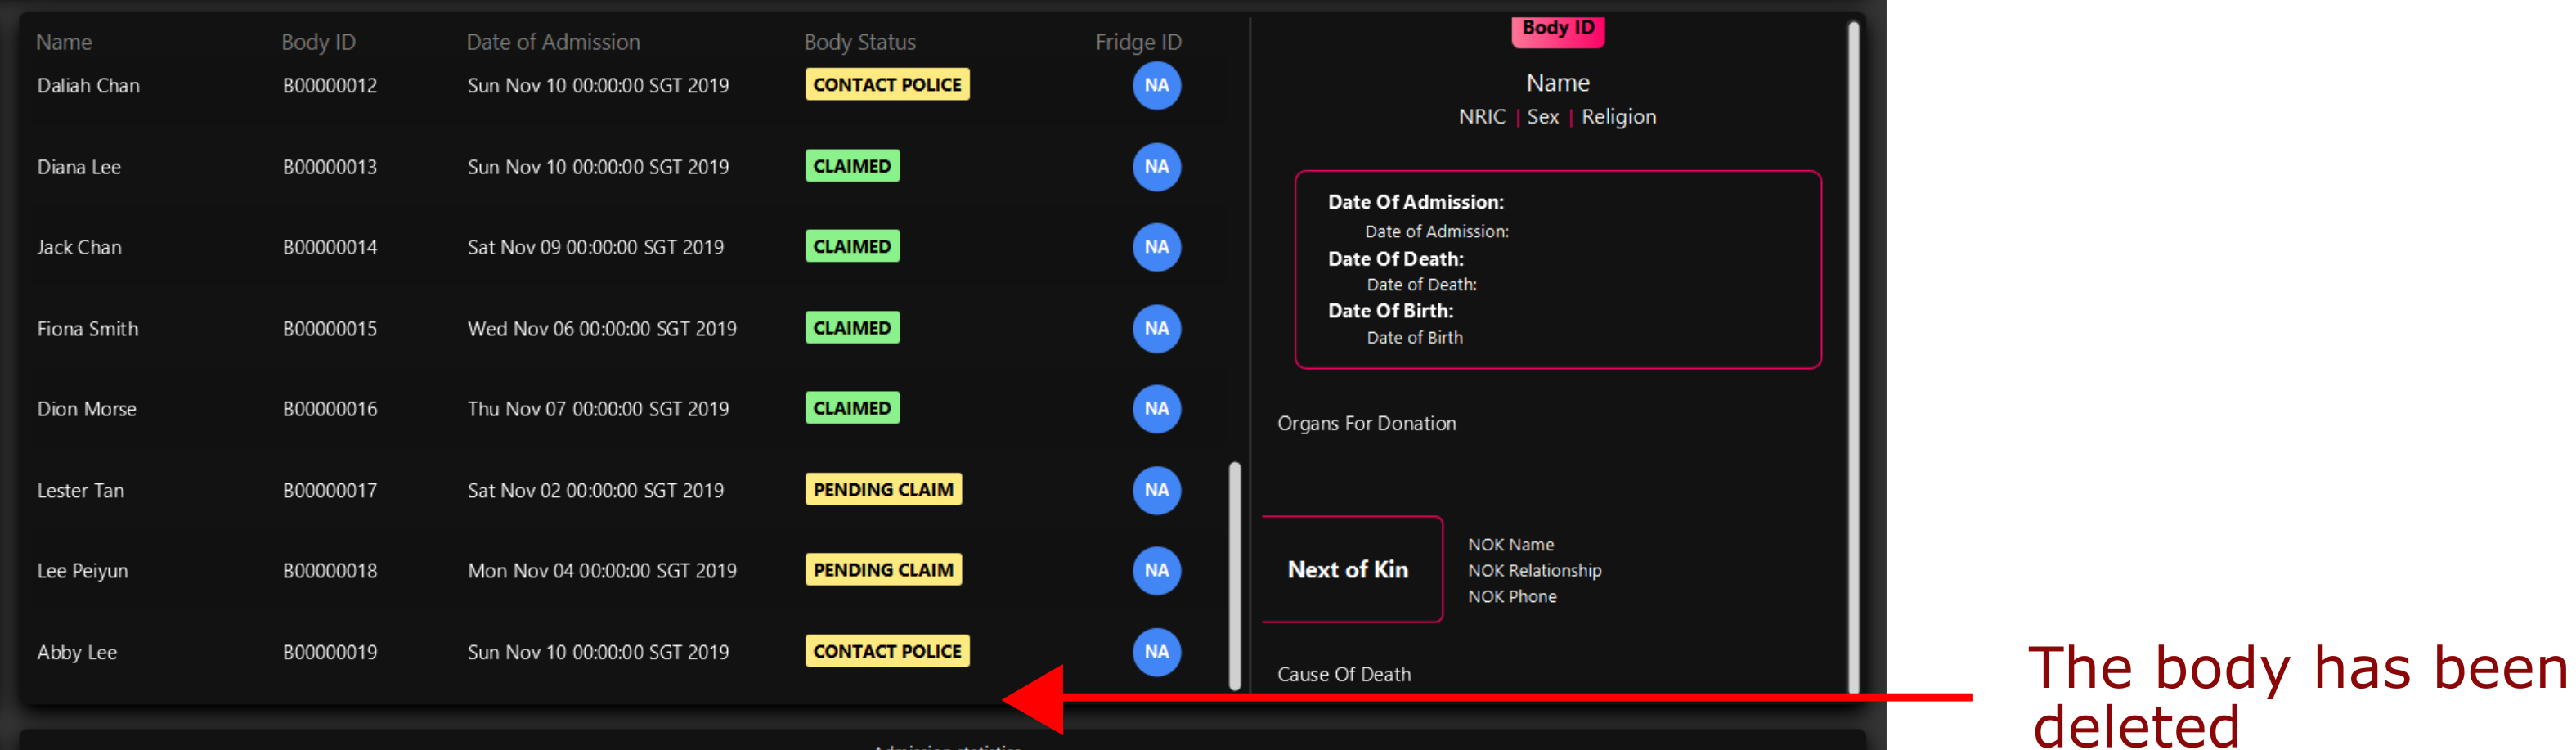 Name Body ID Date of Admission Body Status Fridge ID
Daliah Chan B00000012 Sun Nov 10 00:00:00 SGT 2019 CONTACT POLICE NA
Diana Lee B00000013 Sun Nov 10 00:00:00 SGT 2019 CLAIMED NA
Jack Chan B00000014 Sat Nov 09 00:00:00 SGT 2019 CLAIMED NA
Fiona Smith B00000015 Wed Nov 06 00:00:00 SGT 2019 CLAIMED NA
Dion Morse B00000016 Thu Nov 07 00:00:00 SGT 2019 CLAIMED NA
Lester Tan B00000017 Sat Nov 02 00:00:00 SGT 2019 PENDING CLAIM NA
Lee Peiyun B00000018 Mon Nov 04 00:00:00 SGT 2019 PENDING CLAIM NA
Abby Lee B00000019 Sun Nov 10 00:00:00 SGT 2019 CONTACT POLICE NA
Body ID
Name
NRIC | Sex | Religion
Date Of Admission:
Date of Admission:
Date Of Death:
Date of Death:
Date Of Birth:
Date of Birth
Organs For Donation
Next of Kin
NOK Name
NOK Relationship
NOK Phone
Cause Of Death
The body has been
deleted